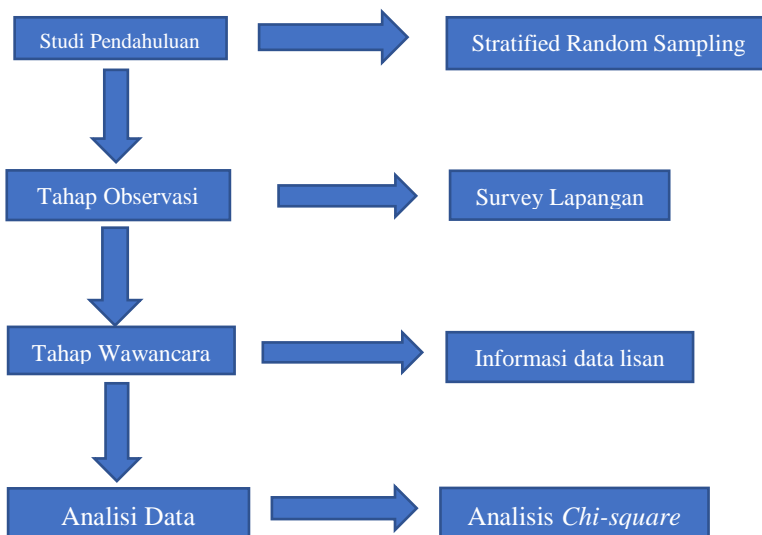 Studi Pendahuluan
Stratified Random Sampling
Tahap Observasi
Survey Lapangan
Tahap Wawancara
Informasi data lisan
Analisi Data
Analisis Chi-square